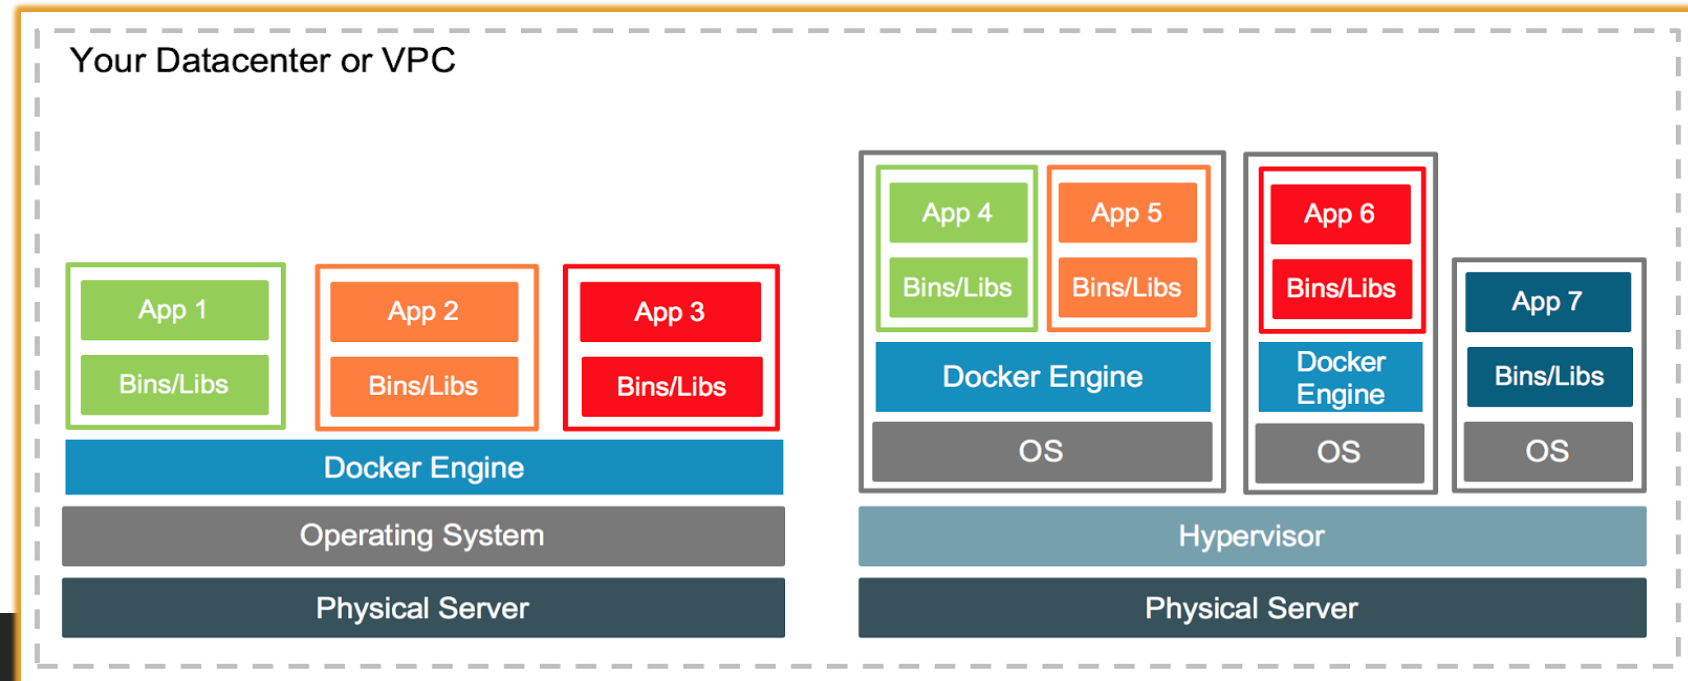 Your Datacenter or VPC
App 1
Bins/Libs
App 2
Bins/Libs
App 3
Bins/Libs
Docker Engine
Operating System
Physical Server
App 4
Bins/Libs
App 5
Bins/Libs
Docker Engine
OS
App 6
Bins/Libs
Docker
Engine
OS
App 7
Bins/Libs
OS
Hypervisor
Physical Server